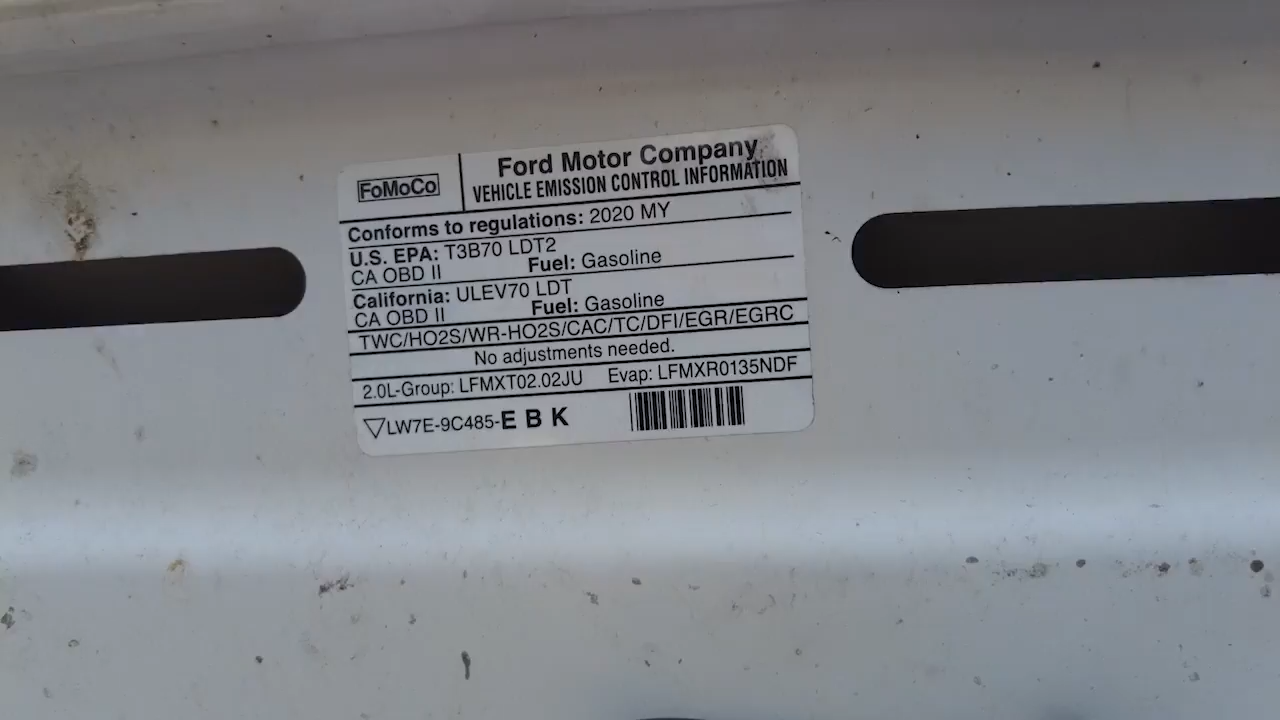 FoMoCo
Ford Motor Company
VEHICLE EMISSION CONTROL INFORMATION
Conforms to regulations: 2020 MY
U.S. EPA: T3B70 LDT2
CA OBD II Fuel: Gasoline
California: ULEV70 LDT
CA OBD II Fuel: Gasoline
TWC/HO2S/WR-HO2S/CAC/TC/DFI/EGR/EGRC
No adjustments needed.
2.0L-Group: LFMXT02.02JU Evap: LFMXR0135NDF
LW7E-9C485-E B K